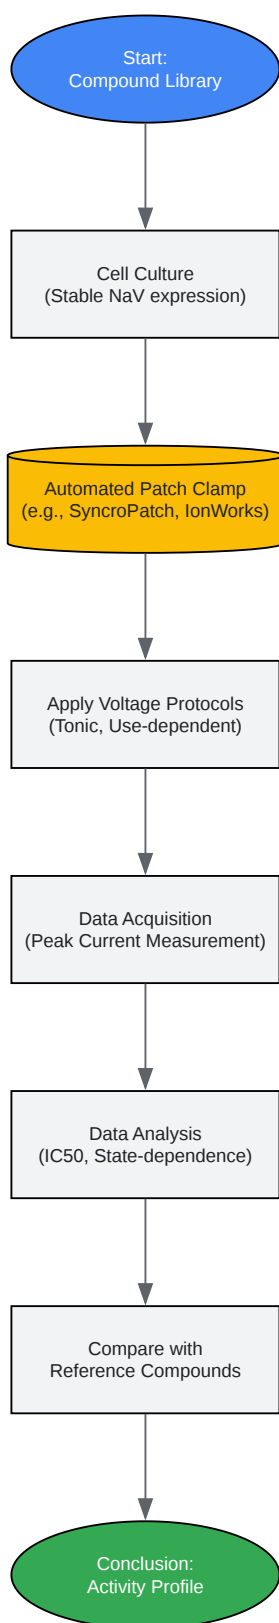 Start:
Compound Library
Cell Culture
(Stable NaV expression)
Automated Patch Clamp
(e.g., SyncroPatch, IonWorks)
Apply Voltage Protocols
(Tonic, Use-dependent)
Data Acquisition
(Peak Current Measurement)
Data Analysis
(IC50, State-dependence)
Compare with
Reference Compounds
Conclusion:
Activity Profile